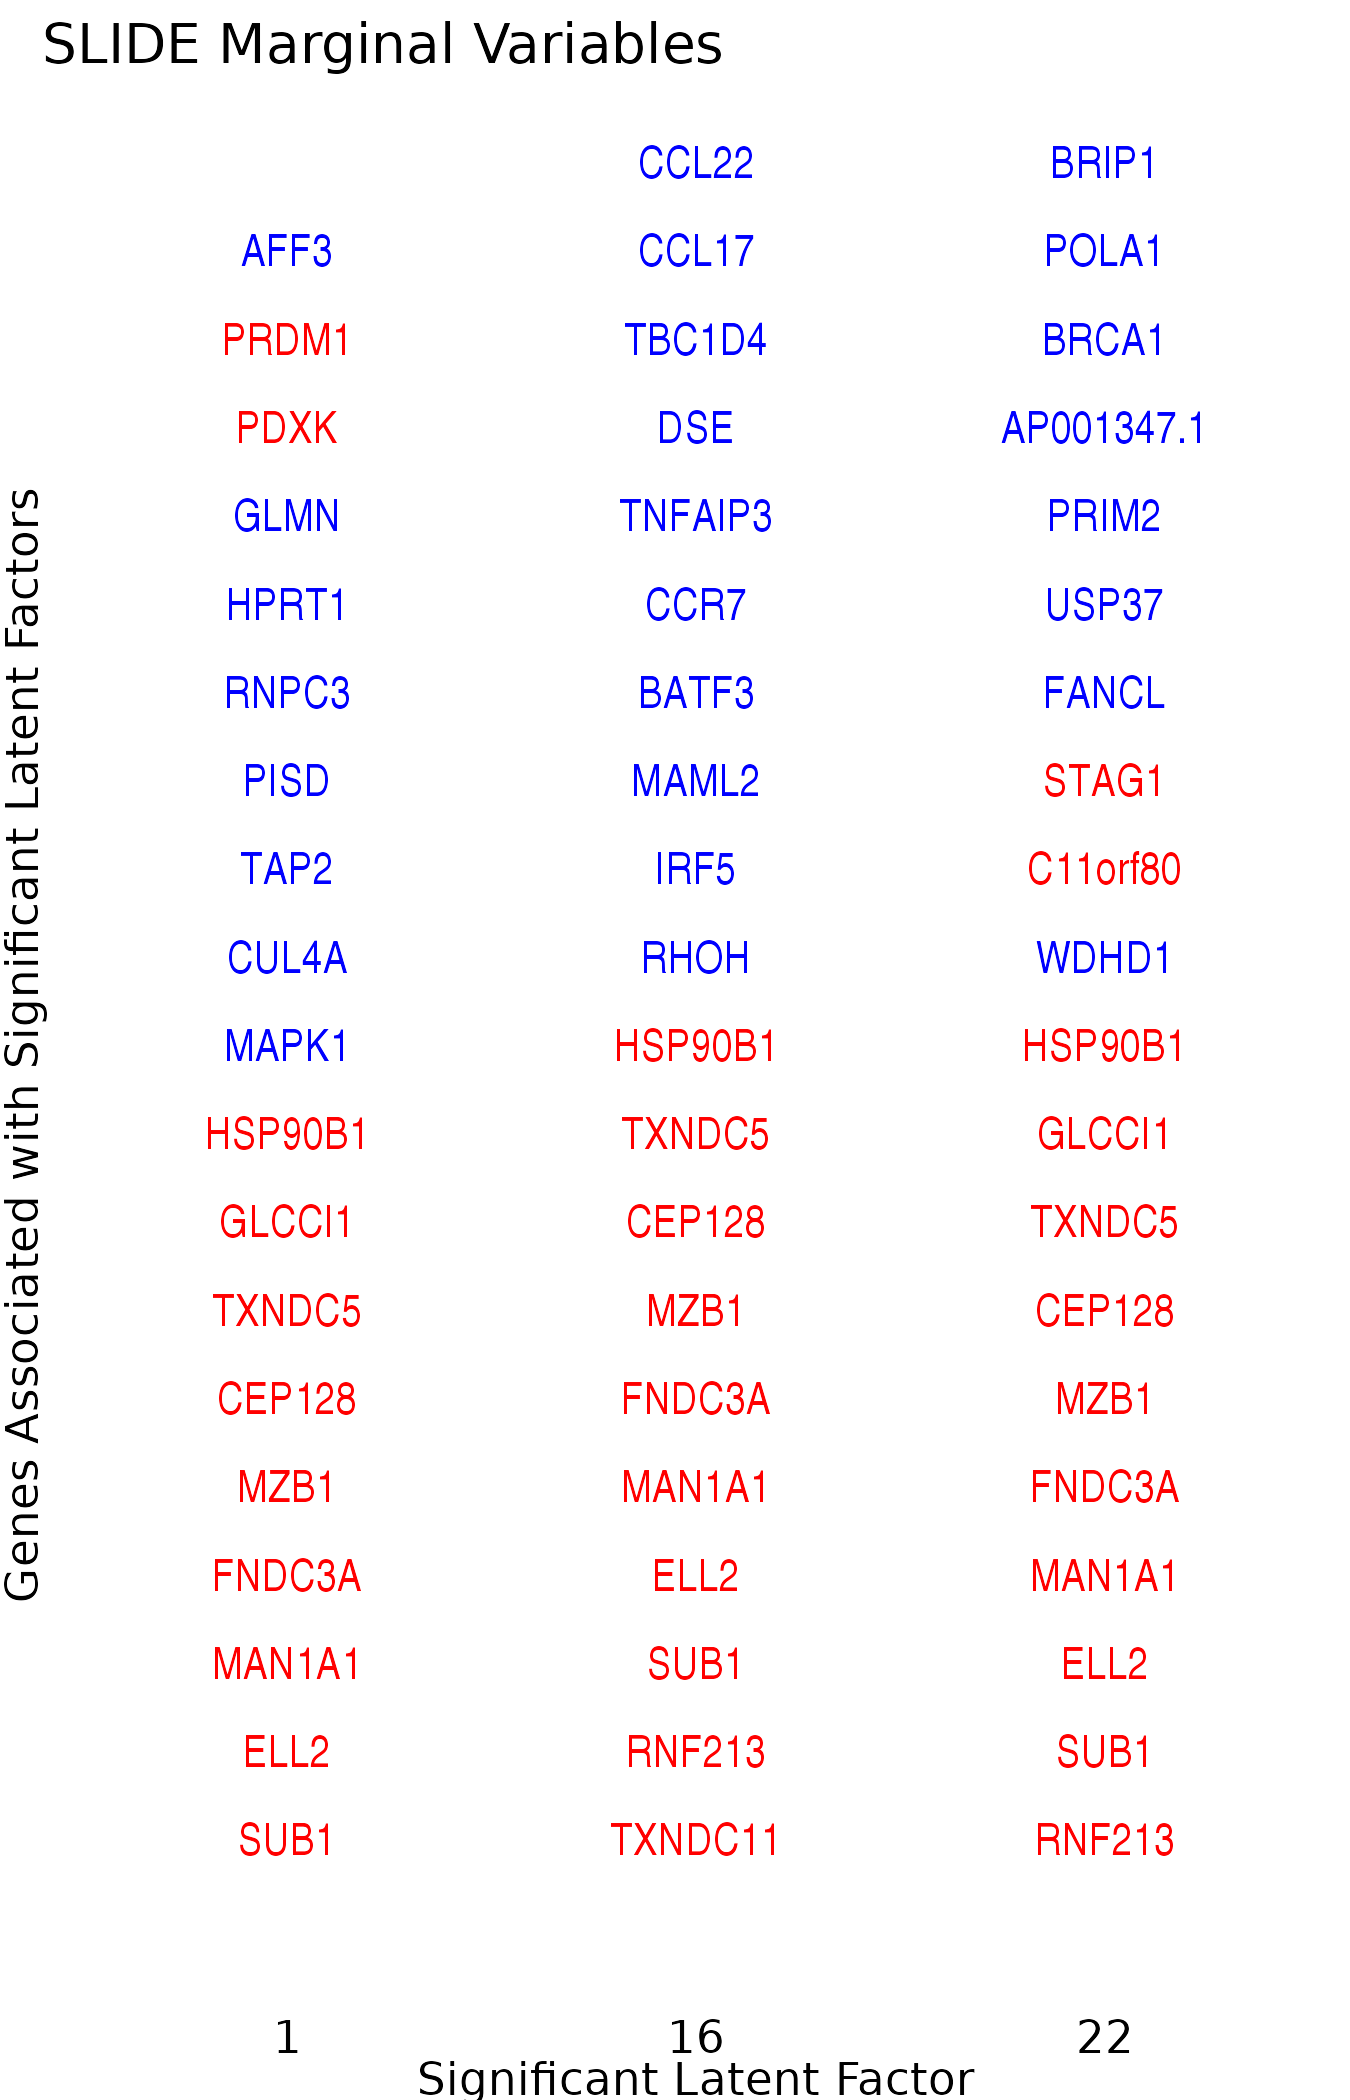 SLIDE Marginal Variables
CCL22 BRIP1
AFF3 CCL17 POLA1
PRDM1 TBC1D4 BRCA1
PDXK DSE AP001347.1
GLMN TNFAIP3 PRIM2
HPRT1 CCR7 USP37
RNPC3 BATF3 FANCL
PISD MAML2 STAG1
TAP2 IRF5 C11orf80
CUL4A RHOH WDHD1
MAPK1 HSP90B1 HSP90B1
HSP90B1 TXNDC5 GLCCI1
GLCCI1 CEP128 TXNDC5
TXNDC5 MZB1 CEP128
CEP128 FNDC3A MZB1
MZB1 MAN1A1 FNDC3A
FNDC3A ELL2 MAN1A1
MAN1A1 SUB1 ELL2
ELL2 RNF213 SUB1
SUB1 TXNDC11 RNF213
Genes Associated with Significant Latent Factors
1 16 22
Significant Latent Factor